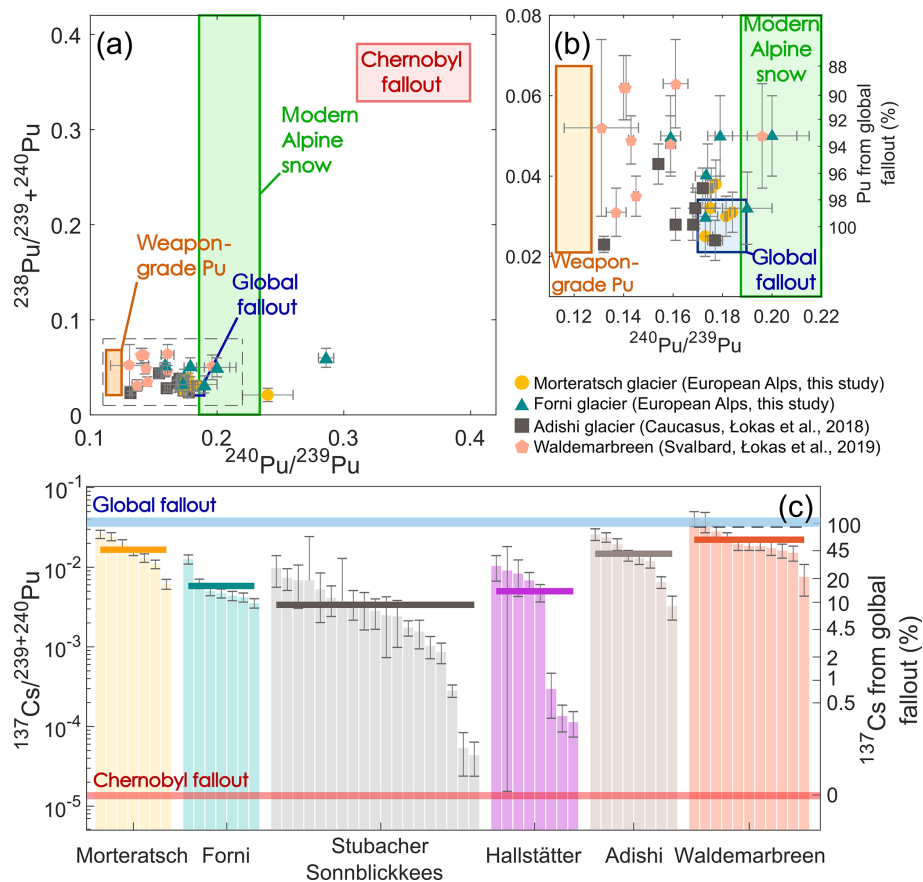 (a)
0.4
0.3
0.2
0.1
0
238Pu/239+240Pu
Chernobyl
fallout
Modern
Alpine
snow
Weapon-
grade Pu
Global
fallout
0.1
0.2
0.3
0.4
240Pu/239Pu
(b)
0.08
0.06
0.04
0.02
Modern
Alpine
snow
Weapon-
grade Pu
Global
fallout
88
90
92
94
96
98
100
Pu from global
fallout (%)
0.12
0.14
0.16
0.18
0.20
0.22
240Pu/239Pu
Morteratsch glacier (European Alps, this study)
Forni glacier (European Alps, this study)
Adishi glacier (Caucasus, Łokas et al., 2018)
Waldemarbreen (Svalbard, Łokas et al., 2019)
(c)
10-1
10-2
10-3
10-4
10-5
137Cs/239+240Pu
Global fallout
Chernobyl fallout
100
45
20
10
4.5
2
1
0.5
0
137Cs from golbal
fallout (%)
Morteratsch
Forni
Stubacher
Sonnblickkees
Hallstätter
Adishi
Waldemarbreen